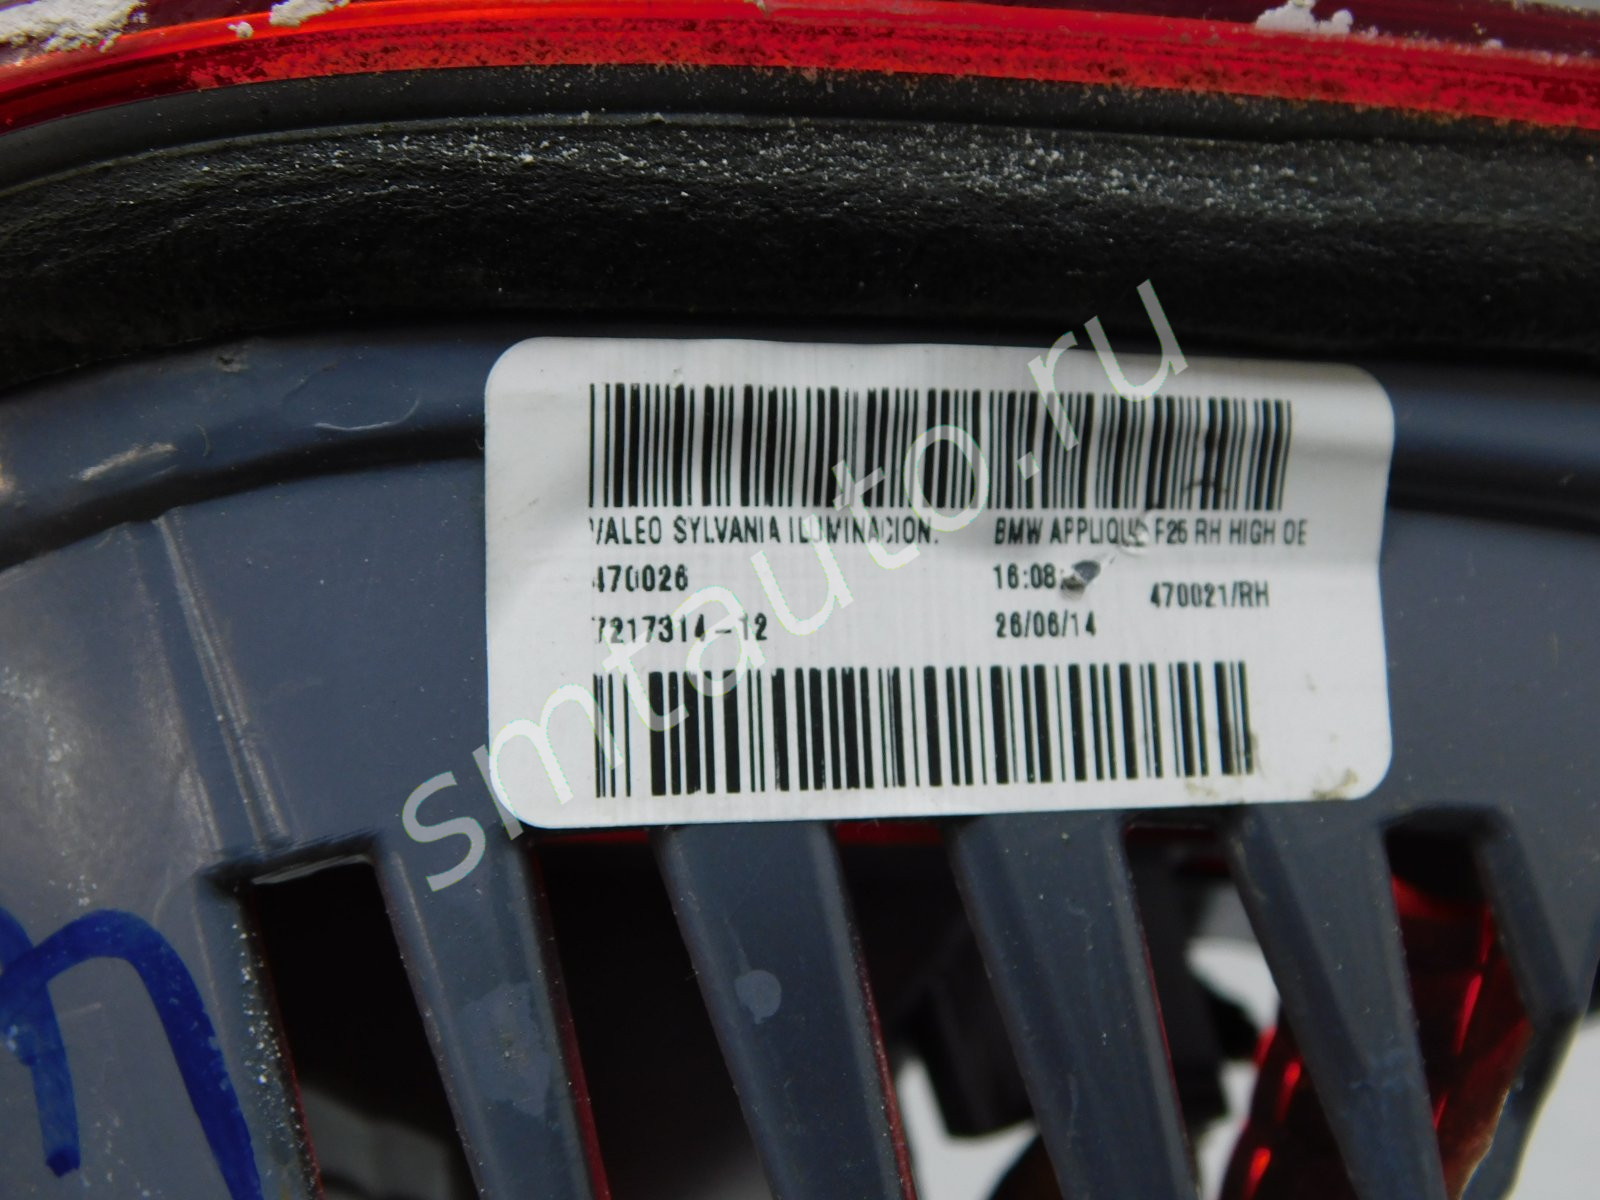 VALEO SYLVANIA ILUMINACION. BMW APPLIQUE F25 RH HIGH OE
470026 16:08: 470021/RH
7217314-12 26/06/14
smtauto.ru